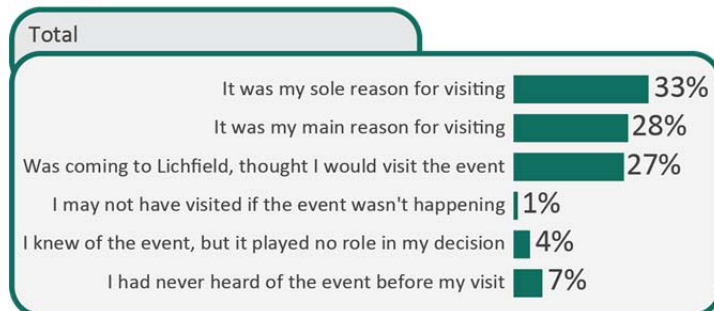 Total
It was my sole reason for visiting 33%
It was my main reason for visiting 28%
Was coming to Lichfield, thought I would visit the event 27%
I may not have visited if the event wasn't happening 1%
I knew of the event, but it played no role in my decision 4%
I had never heard of the event before my visit 7%